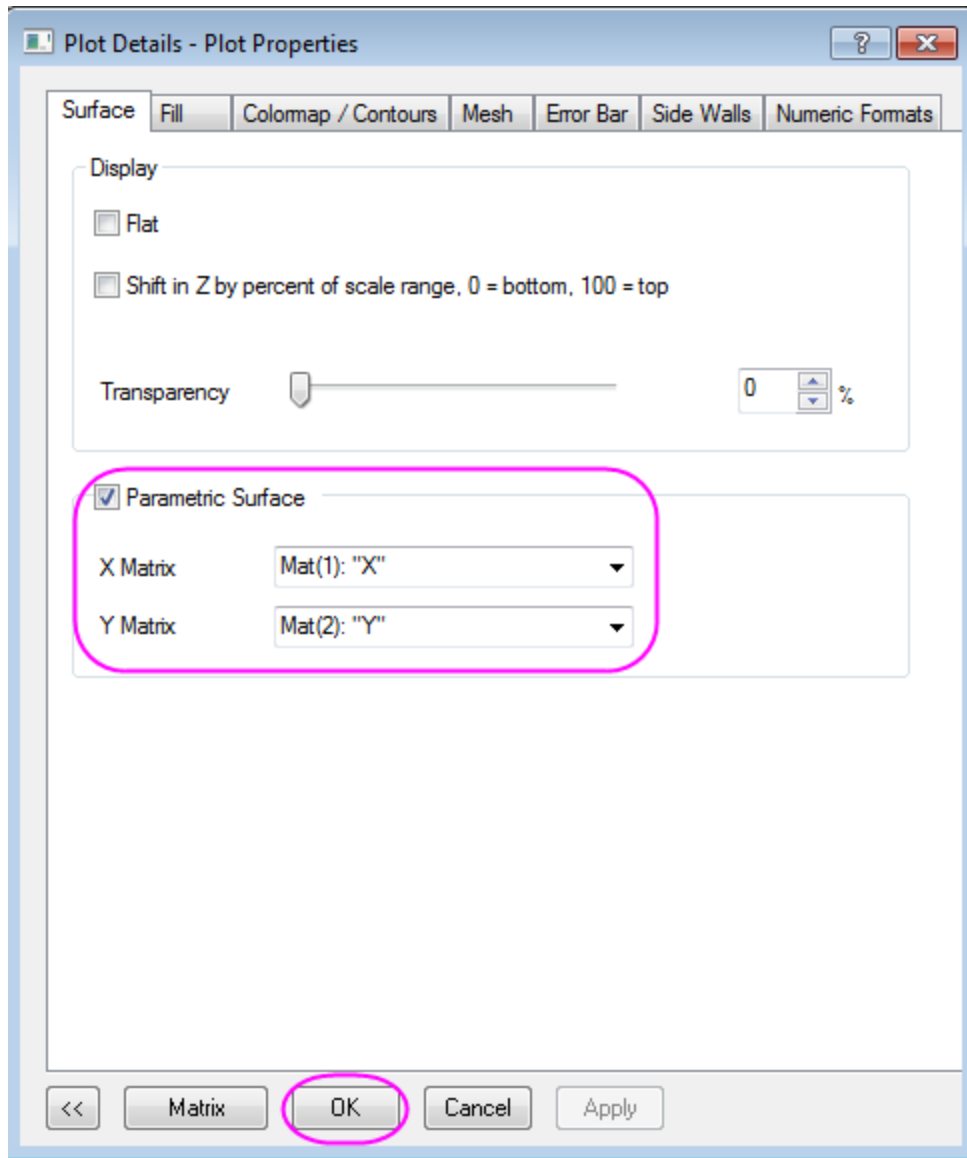 Plot Details - Plot Properties
?
Surface Fill Colormap / Contours Mesh Error Bar Side Walls Numeric Formats
Display
Flat
Shift in Z by percent of scale range, 0 = bottom, 100 = top
Transparency 0 %
Parametric Surface
X Matrix Mat(1): "X"
Y Matrix Mat(2): "Y"
<< Matrix OK Cancel Apply